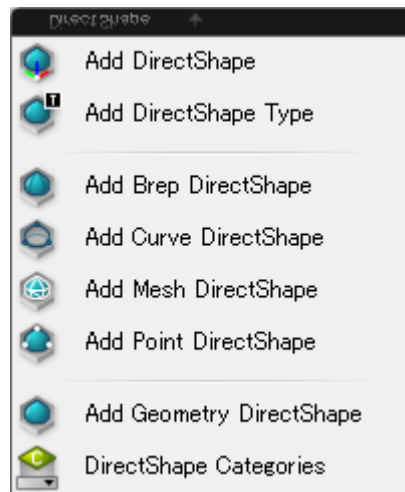 DirectShape
Add DirectShape
T
Add DirectShape Type
Add Brep DirectShape
Add Curve DirectShape
Add Mesh DirectShape
Add Point DirectShape
Add Geometry DirectShape
C
DirectShape Categories